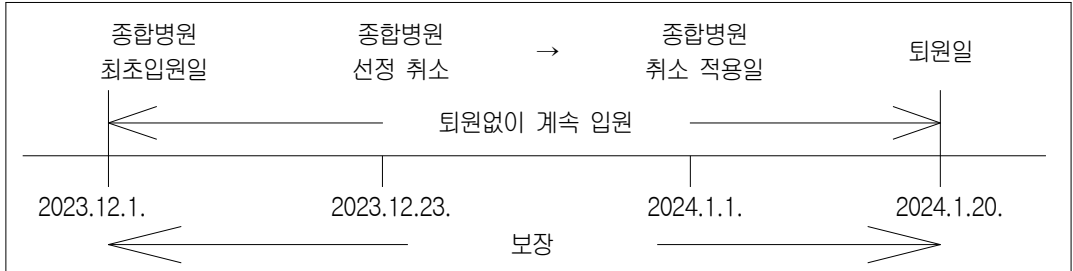 종합병원 종합병원 → 종합병원 퇴원일
최초입원일 선정 취소 취소 적용일
퇴원없이 계속 입원
2023.12.1. 2023.12.23. 2024.1.1. 2024.1.20.
보장